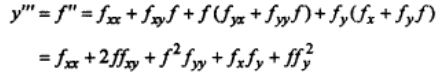 y''' = f'' = f_{xx} + f_{xy} f + f (f_{yx} + f_{yy} f) + f_y (f_x + f_y f)
= f_{xx} + 2ff_{xy} + f^2 f_{yy} + f_x f_y + ff_y^2